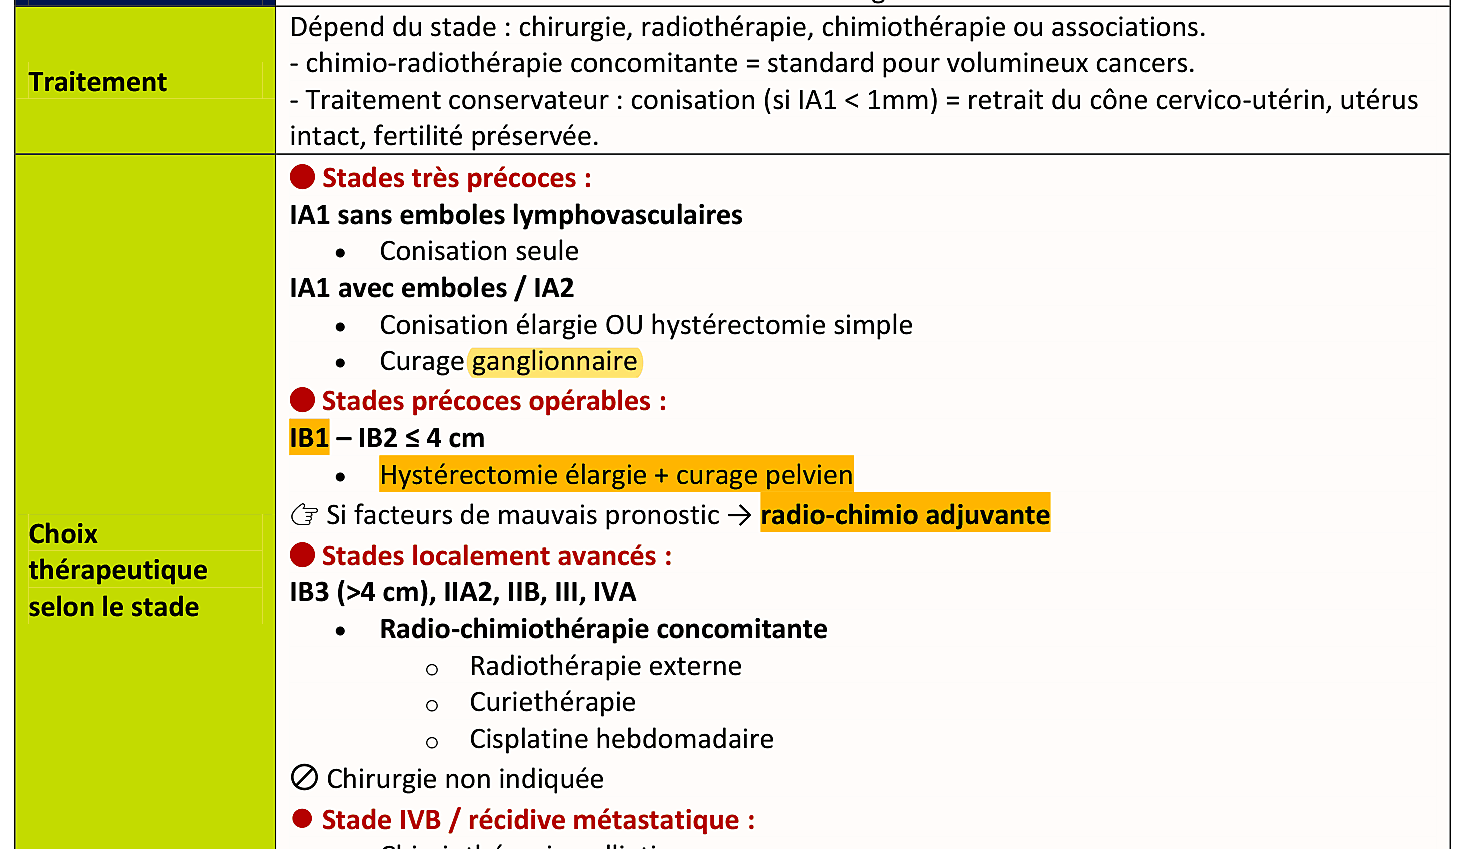 Dépend du stade : chirurgie, radiothérapie, chimiothérapie ou associations.
- chimio-radiothérapie concomitante = standard pour volumineux cancers.
Traitement
- Traitement conservateur : conisation (si IA1 < 1mm) = retrait du cône cervico-utérin, utérus
intact, fertilité préservée.
Choix
thérapeutique
selon le stade
Stades très précoces :
IA1 sans emboles lymphovasculaires
• Conisation seule
IA1 avec emboles / IA2
• Conisation élargie OU hystérectomie simple
• Curage ganglionnaire
Stades précoces opérables :
IB1 – IB2 ≤ 4 cm
• Hystérectomie élargie + curage pelvien
👉 Si facteurs de mauvais pronostic → radio-chimio adjuvante
Stades localement avancés :
IB3 (>4 cm), IIA2, IIB, III, IVA
• Radio-chimiothérapie concomitante
o Radiothérapie externe
o Curiethérapie
o Cisplatine hebdomadaire
🚫 Chirurgie non indiquée
Stade IVB / récidive métastatique :